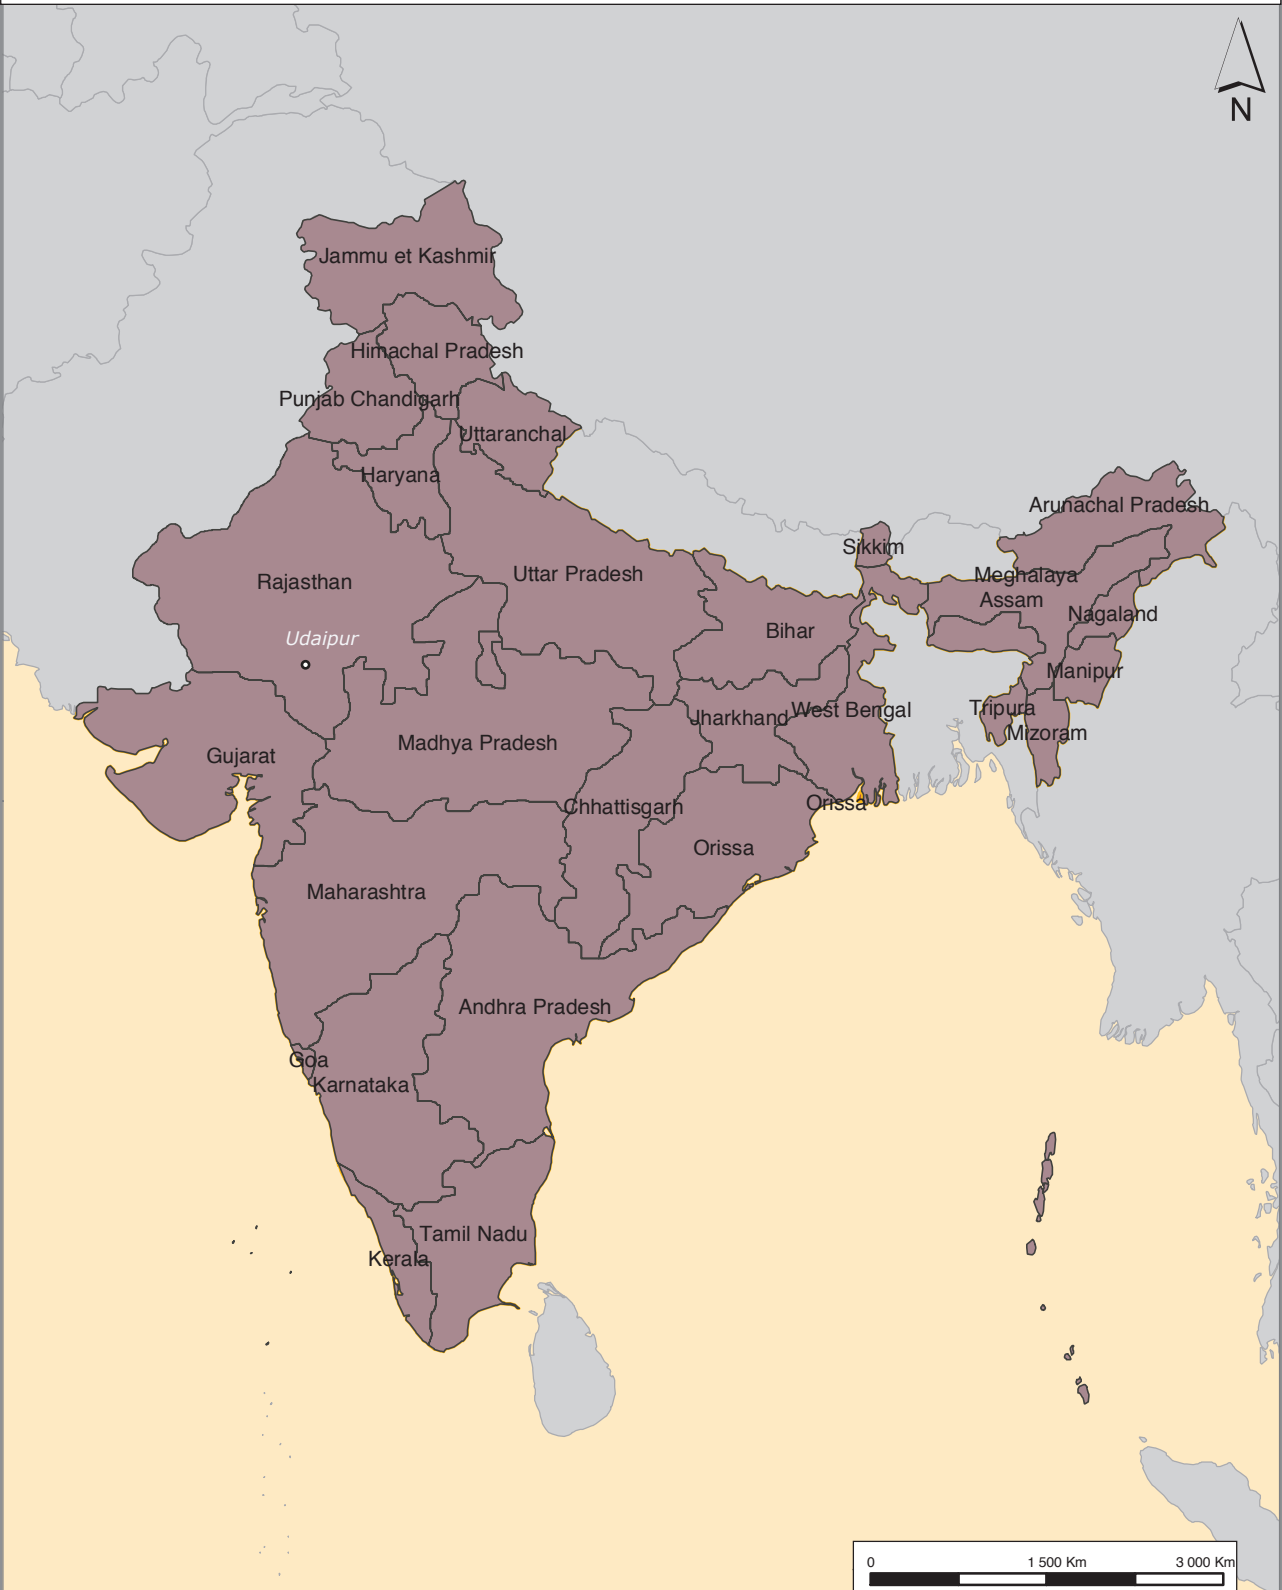 N
Jammu et Kashmir
Himachal Pradesh
Punjab Chandigarh
Uttaranchal
Haryana
Arunachal Pradesh
Sikkim
Rajasthan
Uttar Pradesh
Meghalaya
Assam
Nagaland
Bihar
Udaipur
Manipur
Jharkhand
West Bengal
Tripura
Mizoram
Madhya Pradesh
Gujarat
Chhattisgarh
Orissa
Orissa
Maharashtra
Andhra Pradesh
Goa
Karnataka
Tamil Nadu
Kerala
0 1 500 Km 3 000 Km